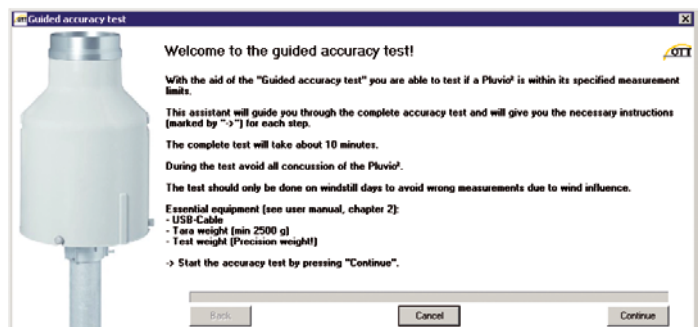 Guided accuracy test
Welcome to the guided accuracy test!
OTT
With the aid of the "Guided accuracy test" you are able to test if a Pluvio² is within its specified measurement
limits.
This assistant will guide you through the complete accuracy test and will give you the necessary instructions
(marked by "->") for each step.
The complete test will take about 10 minutes.
During the test avoid all concussion of the Pluvio².
The test should only be done on windstill days to avoid wrong measurements due to wind influence.
Essential equipment (see user manual, chapter 2):
- USB-Cable
- Tara weight (min 2500 g)
- Test weight (Precision weight!)
-> Start the accuracy test by pressing "Continue".
Back
Cancel
Continue